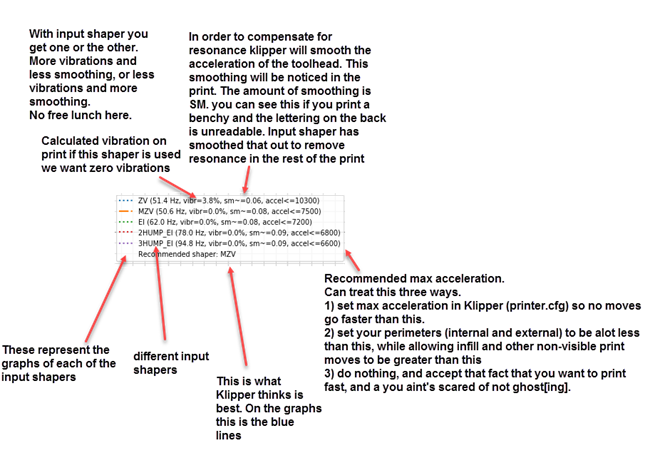 With input shaper you
get one or the other.
More vibrations and
less smoothing, or less
vibrations and more
smoothing.
No free lunch here.
In order to compensate for
resonance klipper will smooth the
acceleration of the toolhead. This
smoothing will be noticed in the
print. The amount of smoothing is
SM. you can see this if you print a
benchy and the lettering on the back
is unreadable. Input shaper has
smoothed that out to remove
resonance in the rest of the print
Calculated vibration on
print if this shaper is used
we want zero vibrations
ZV (51.4 Hz, vibr=3.8%, sm~=0.06, accel<=10300)
MZV (50.6 Hz, vibr=0.0%, sm~=0.08, accel<=7500)
EI (62.0 Hz, vibr=0.0%, sm~=0.08, accel<=7200)
2HUMP_EI (78.0 Hz, vibr=0.0%, sm~=0.09, accel<=6800)
3HUMP_EI (94.8 Hz, vibr=0.0%, sm~=0.09, accel<=6600)
Recommended shaper: MZV
Recommended max acceleration.
Can treat this three ways.
1) set max acceleration in Klipper (printer.cfg) so no moves
go faster than this.
2) set your perimeters (internal and external) to be alot less
than this, while allowing infill and other non-visible print
moves to be greater than this
3) do nothing, and accept that fact that you want to print
fast, and a you aint's scared of not ghost[ing].
These represent the
graphs of each of the
input shapers
different input
shapers
This is what
Klipper thinks is
best. On the graphs
this is the blue
lines